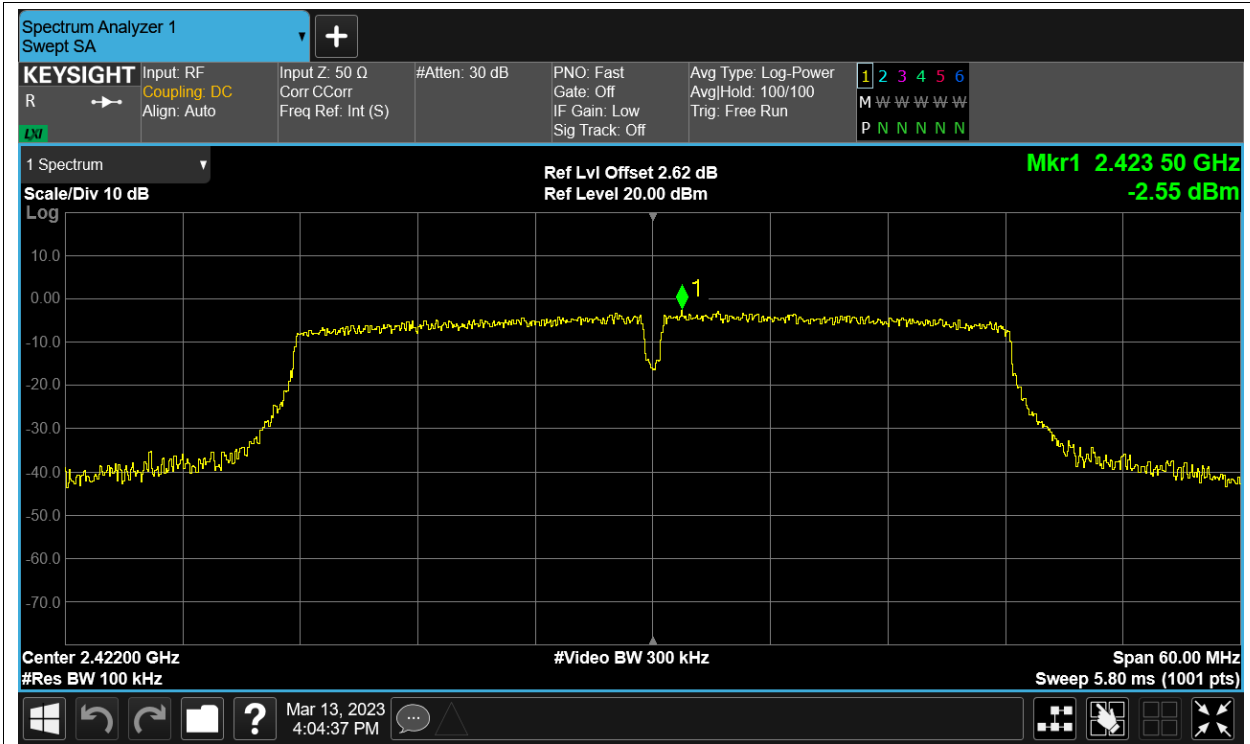 Spectrum Analyzer 1
Swept SA
KEYSIGHT
R
LXI
Input: RF
Coupling: DC
Align: Auto
Input Z: 50 Ω
Corr CCorr
Freq Ref: Int (S)
#Atten: 30 dB
PNO: Fast
Gate: Off
IF Gain: Low
Sig Track: Off
Avg Type: Log-Power
Avg|Hold: 100/100
Trig: Free Run
1 2 3 4 5 6
M W W W W W
P N N N N N
1 Spectrum
Scale/Div 10 dB
Log
Ref Lvl Offset 2.62 dB
Ref Level 20.00 dBm
Mkr1 2.423 50 GHz
-2.55 dBm
10.0
0.00
-10.0
-20.0
-30.0
-40.0
-50.0
-60.0
-70.0
1
Center 2.42200 GHz
#Res BW 100 kHz
#Video BW 300 kHz
Span 60.00 MHz
Sweep 5.80 ms (1001 pts)
?
Mar 13, 2023
4:04:37 PM